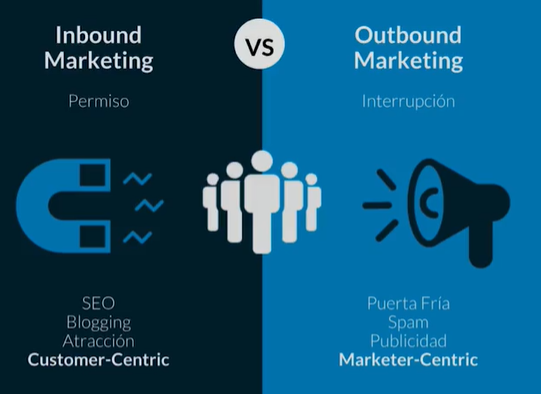 Inbound
Marketing
VS
Outbound
Marketing
Permiso
Interrupción
SEO
Blogging
Atracción
Customer-Centric
Puerta Fría
Spam
Publicidad
Marketer-Centric